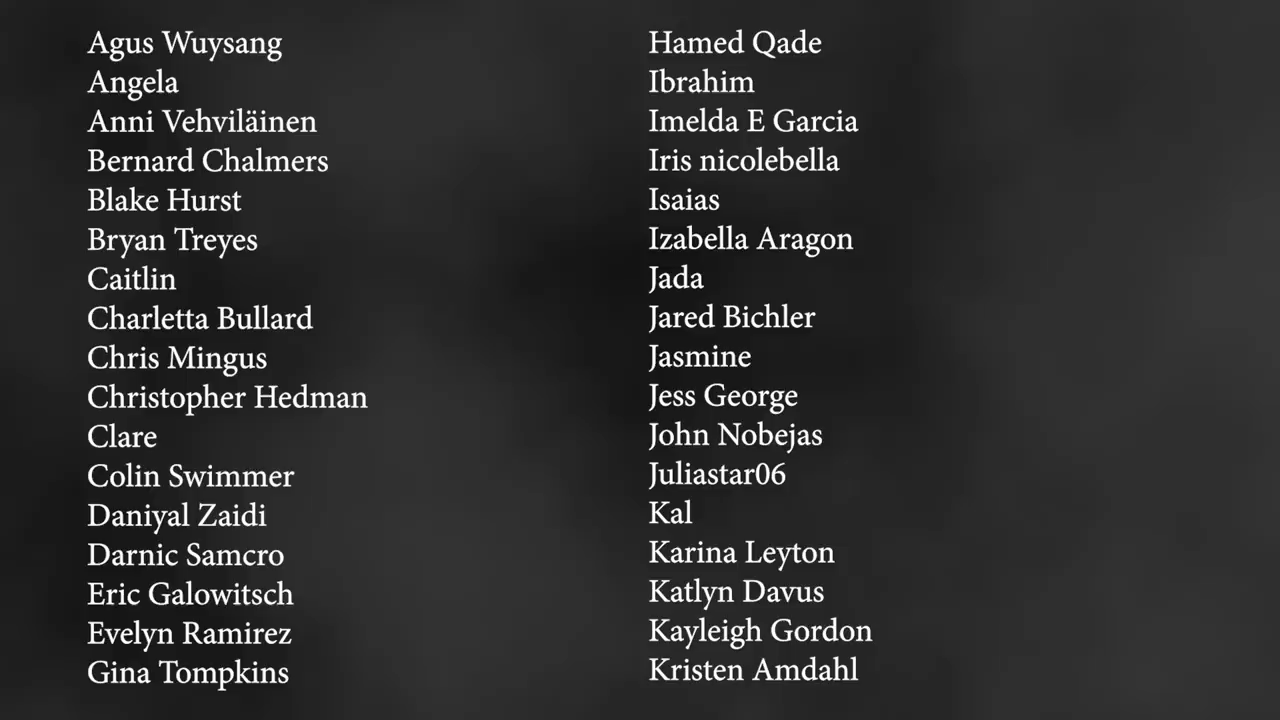 Agus Wuysang
Angela
Anni Vehviläinen
Bernard Chalmers
Blake Hurst
Bryan Treyes
Caitlin
Charletta Bullard
Chris Mingus
Christopher Hedman
Clare
Colin Swimmer
Daniyal Zaidi
Darnic Samcro
Eric Galowitsch
Evelyn Ramirez
Gina Tompkins
Hamed Qade
Ibrahim
Imelda E Garcia
Iris nicolebella
Isaias
Izabella Aragon
Jada
Jared Bichler
Jasmine
Jess George
John Nobejas
Juliastar06
Kal
Karina Leyton
Katlyn Davus
Kayleigh Gordon
Kristen Amdahl